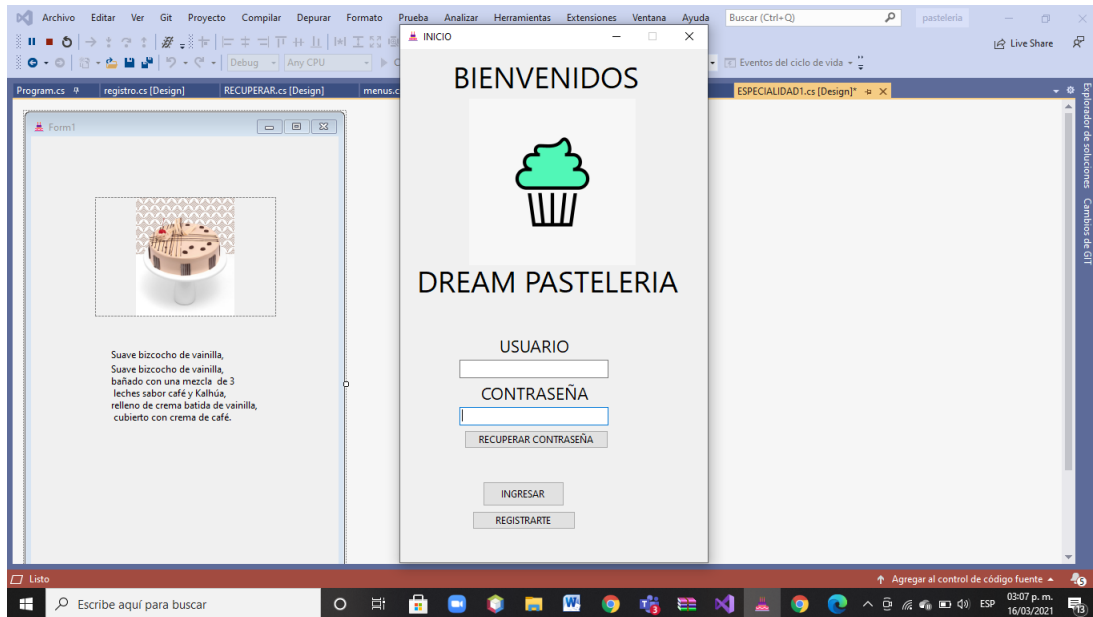 Archivo Editar Ver Git Proyecto Compilar Depurar Formato Prueba Analizar Herramientas Extensiones Ventana Ayuda Buscar (Ctrl+Q) pasteleria
Live Share
Debug Any CPU Eventos del ciclo de vida
Program.cs registro.cs [Design] RECUPERAR.cs [Design] menus.c ESPECIALIDAD1.cs [Design]*
Explorador de soluciones Cambios de GIT
Form1
Suave bizcocho de vainilla,
Suave bizcocho de vainilla,
bañado con una mezcla de 3
leches sabor café y Kalhúa,
relleno de crema batida de vainilla,
cubierto con crema de café.
INICIO
BIENVENIDOS
DREAM PASTELERIA
USUARIO
CONTRASEÑA
RECUPERAR CONTRASEÑA
INGRESAR
REGISTRARTE
Listo Agregar al control de código fuente
Escribe aquí para buscar ESP 03:07 p. m.
16/03/2021